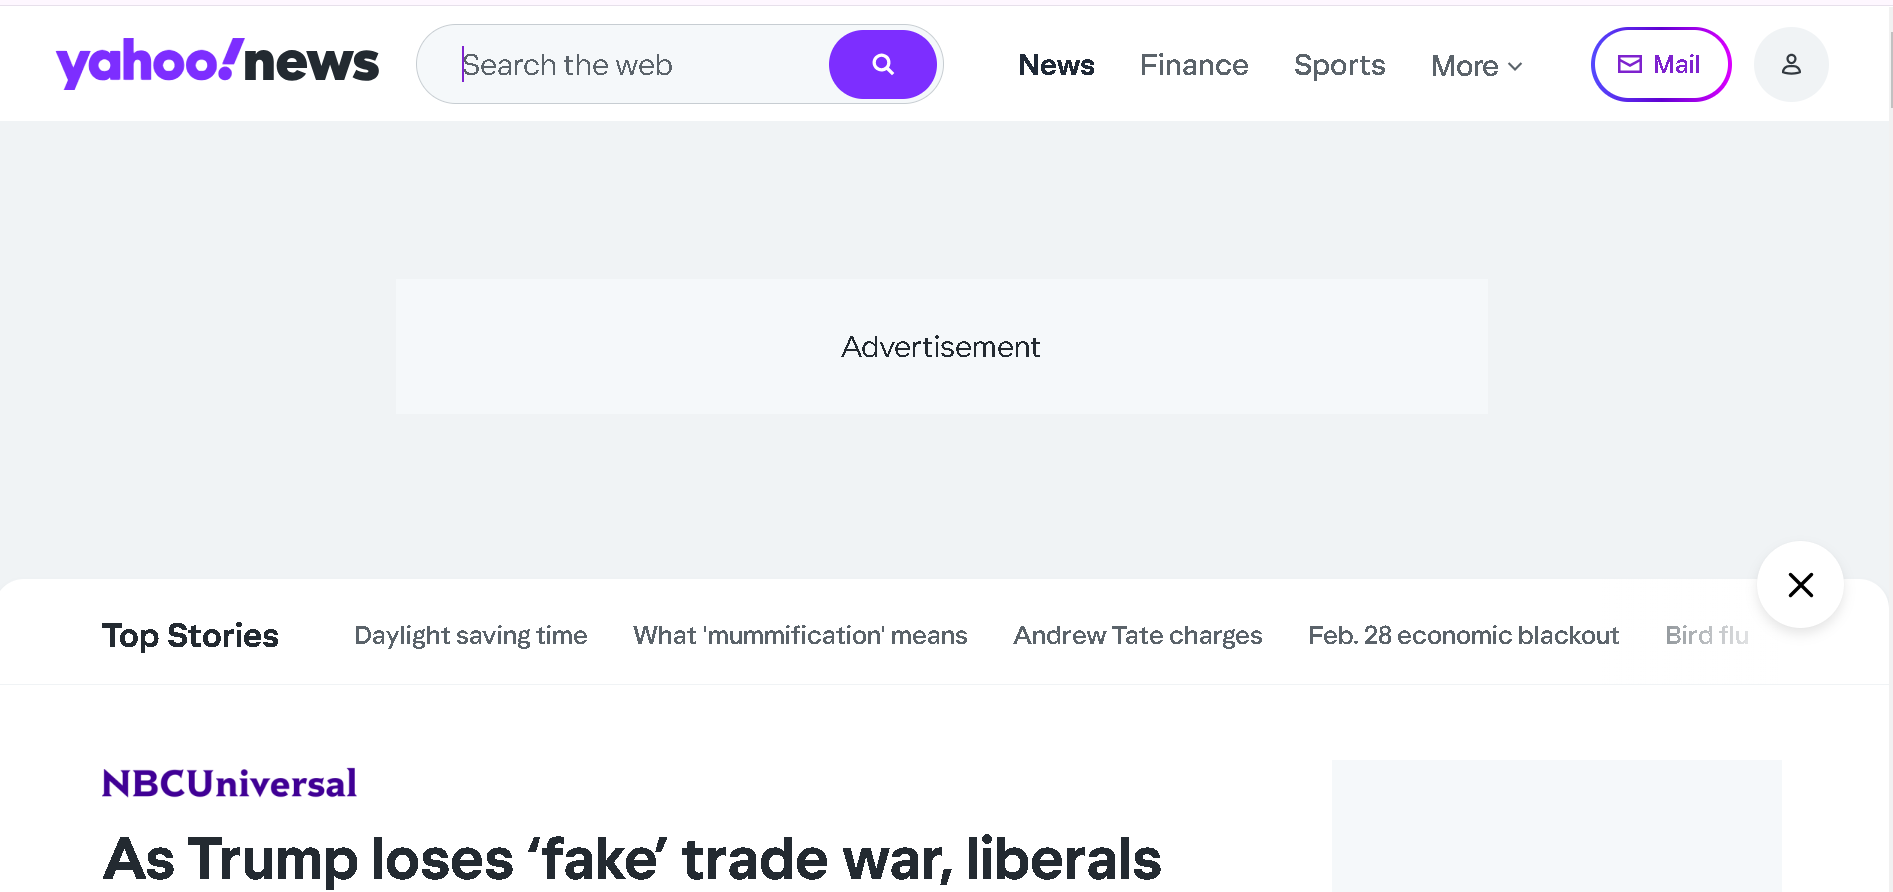 yahoo!news
Search the web
News Finance Sports More
Mail
Advertisement
Top Stories Daylight saving time What 'mummification' means Andrew Tate charges Feb. 28 economic blackout Bird flu
NBCUniversal
As Trump loses ‘fake’ trade war, liberals